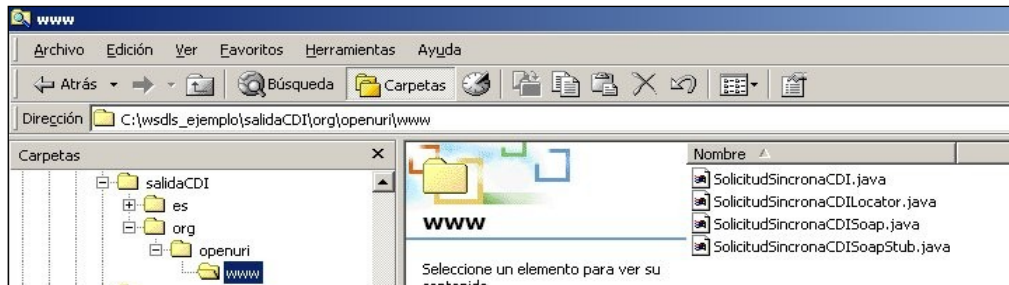 www
Archivo Edición Ver Favoritos Herramientas Ayuda
Atrás Búsqueda Carpetas
Dirección C:\wsdls_ejemplo\salidaCDI\org\openuri\www
Carpetas
salidaCDI
es
org
openuri
www
www
Seleccione un elemento para ver su
contenido
Nombre
SolicitudSincronaCDI.java
SolicitudSincronaCDILocator.java
SolicitudSincronaCDISoap.java
SolicitudSincronaCDISoapStub.java